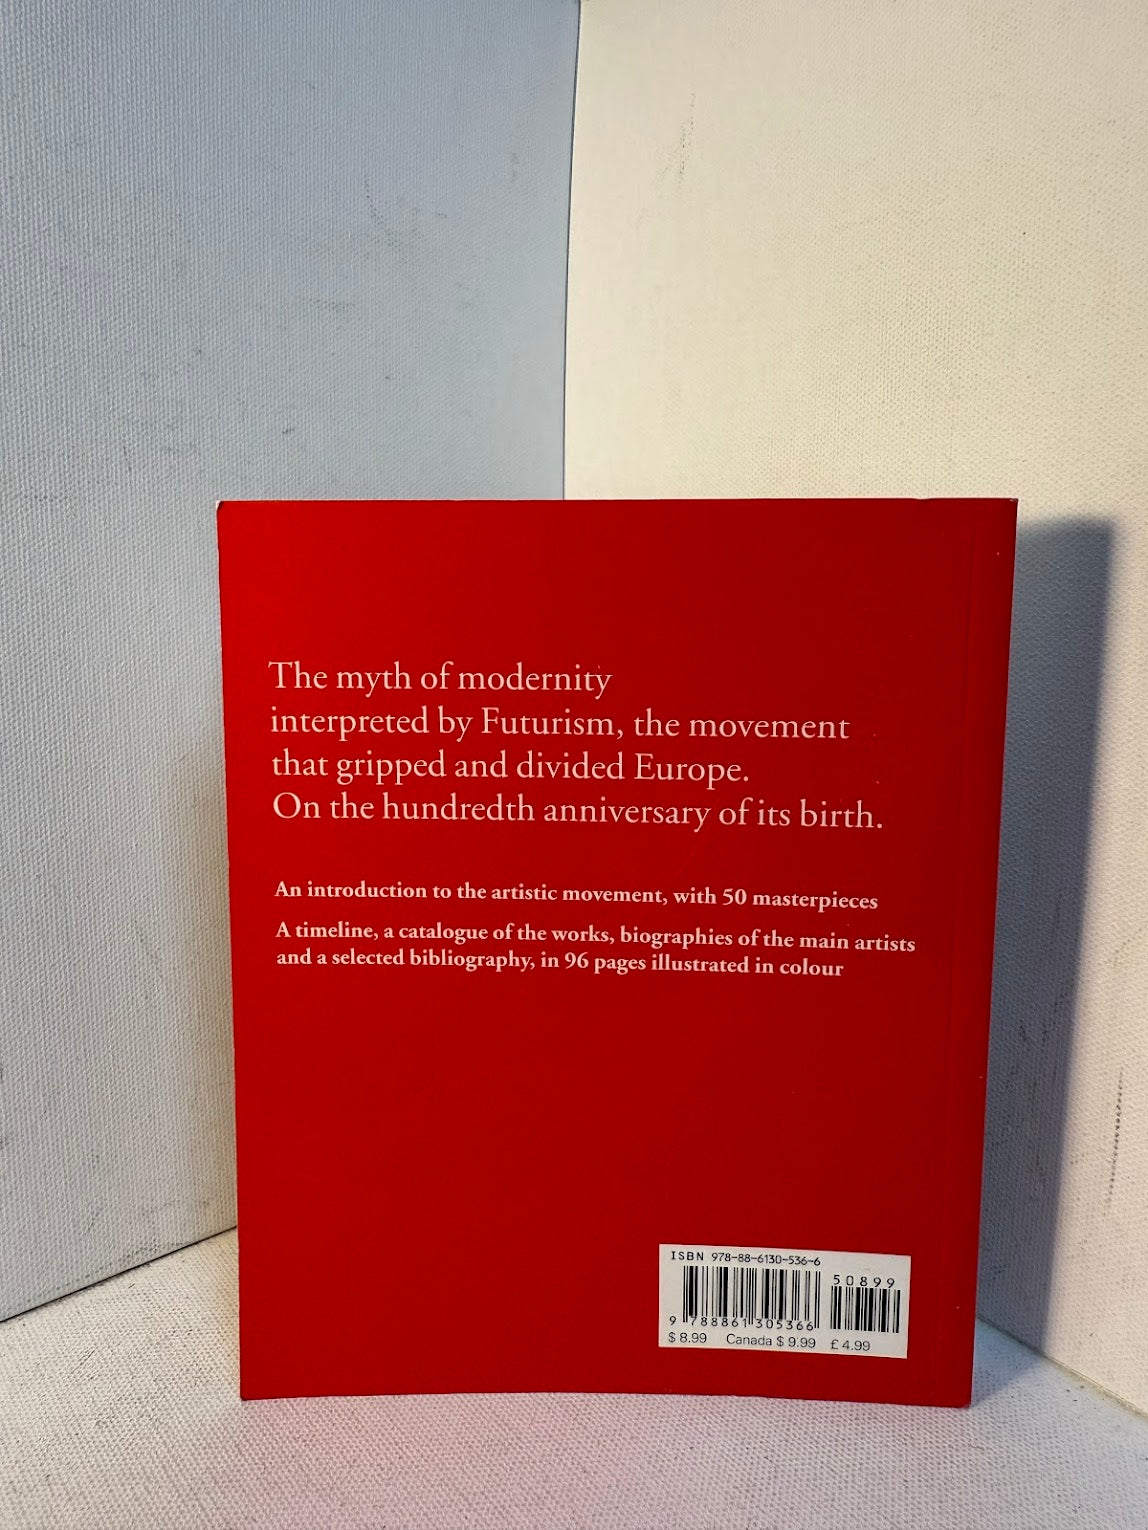 The myth of modernity
interpreted by Futurism, the movement
that gripped and divided Europe.
On the hundredth anniversary of its birth.
An introduction to the artistic movement, with 50 masterpieces
A timeline, a catalogue of the works, biographies of the main artists
and a selected bibliography, in 96 pages illustrated in colour
ISBN 978-88-6130-536-6
50899
9 788861 305366
$ 8.99 Canada $ 9.99 £ 4.99